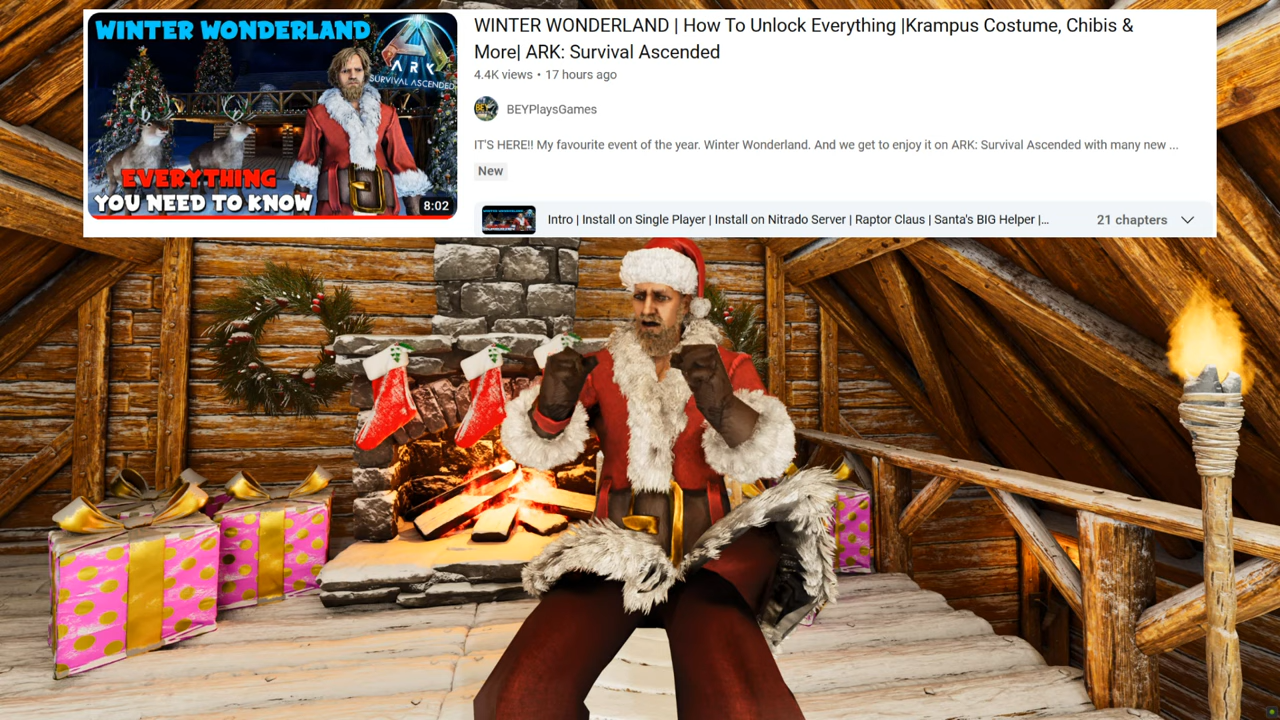 WINTER WONDERLAND
ARK
SURVIVAL ASCENDED
EVERYTHING
YOU NEED TO KNOW
8:02
WINTER WONDERLAND | How To Unlock Everything |Krampus Costume, Chibis &
More| ARK: Survival Ascended
4.4K views • 17 hours ago
BEY
BEYPlaysGames
IT'S HERE!! My favourite event of the year. Winter Wonderland. And we get to enjoy it on ARK: Survival Ascended with many new ...
New
Intro | Install on Single Player | Install on Nitrado Server | Raptor Claus | Santa's BIG Helper |...
21 chapters